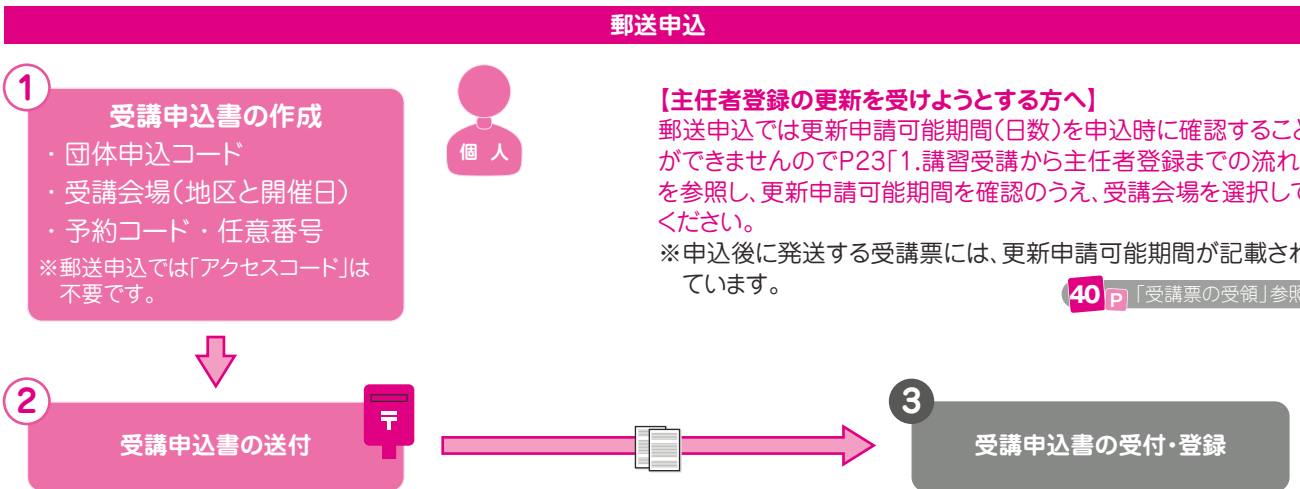 郵送申込
1
受講申込書の作成
・団体申込コード
・受講会場(地区と開催日)
・予約コード・任意番号
※郵送申込では「アクセスコード」は
不要です。
個 人
【主任者登録の更新を受けようとする方へ】
郵送申込では更新申請可能期間(日数)を申込時に確認すること
ができませんのでP23「1.講習受講から主任者登録までの流れ
を参照し、更新申請可能期間を確認のうえ、受講会場を選択して
ください。
※申込後に発送する受講票には、更新申請可能期間が記載され
ています。
40 P 「受講票の受領」参照
2
受講申込書の送付
〒
3
受講申込書の受付・登録